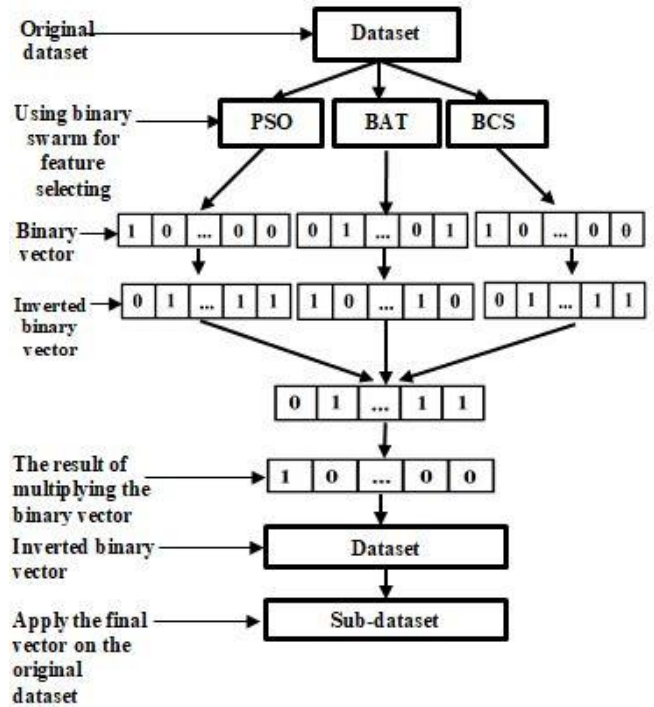 Original
dataset
Dataset
Using binary
swarm for
feature
selecting
PSO BAT BCS
Binary
vector
1 0 ... 0 0 0 1 ... 0 1 1 0 ... 0 0
Inverted
binary
vector
0 1 ... 1 1 1 0 ... 1 0 0 1 ... 1 1
0 1 ... 1 1
The result of
multiplying the
binary vector
1 0 ... 0 0
Inverted binary
vector
Dataset
Apply the final
vector on the
original
dataset
Sub-dataset